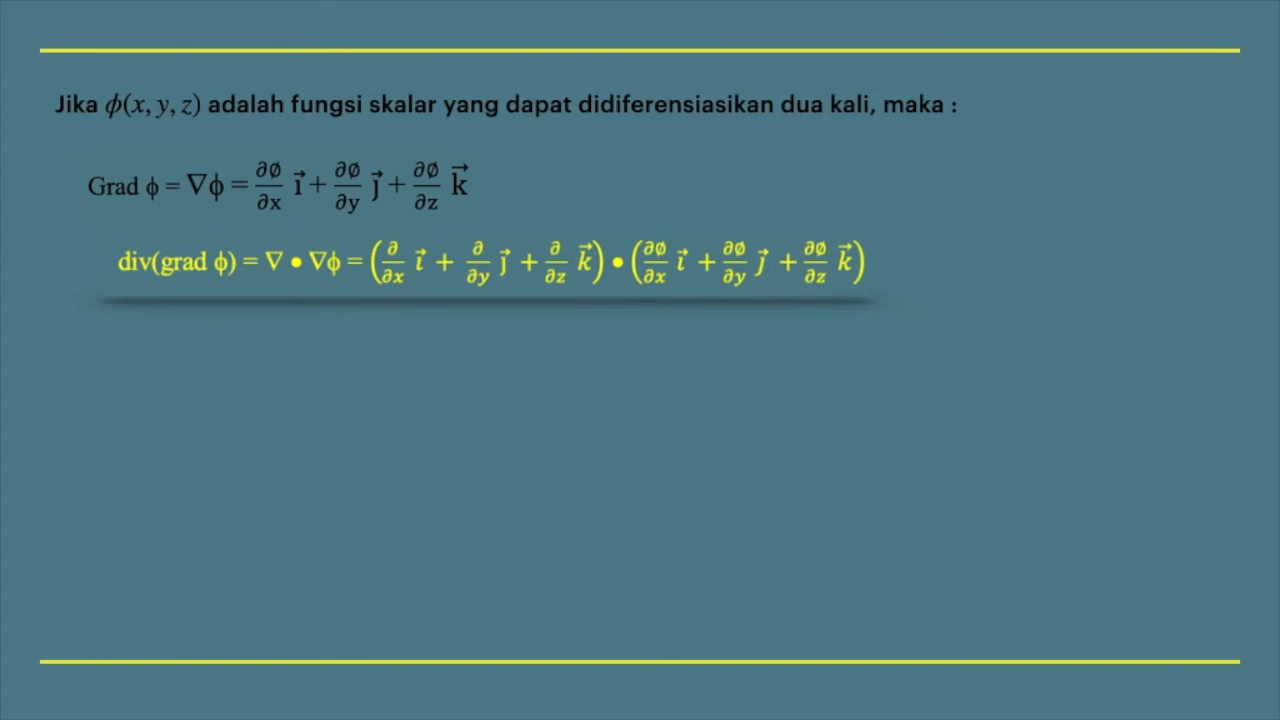 Jika ϕ(x, y, z) adalah fungsi skalar yang dapat didiferensiasikan dua kali, maka :
Grad ϕ = ∇ϕ = ∂Ø/∂x i⃗ + ∂Ø/∂y j⃗ + ∂Ø/∂z k⃗
div(grad ϕ) = ∇ • ∇ϕ = (∂/∂x i⃗ + ∂/∂y j⃗ + ∂/∂z k⃗) • (∂Ø/∂x i⃗ + ∂Ø/∂y j⃗ + ∂Ø/∂z k⃗)